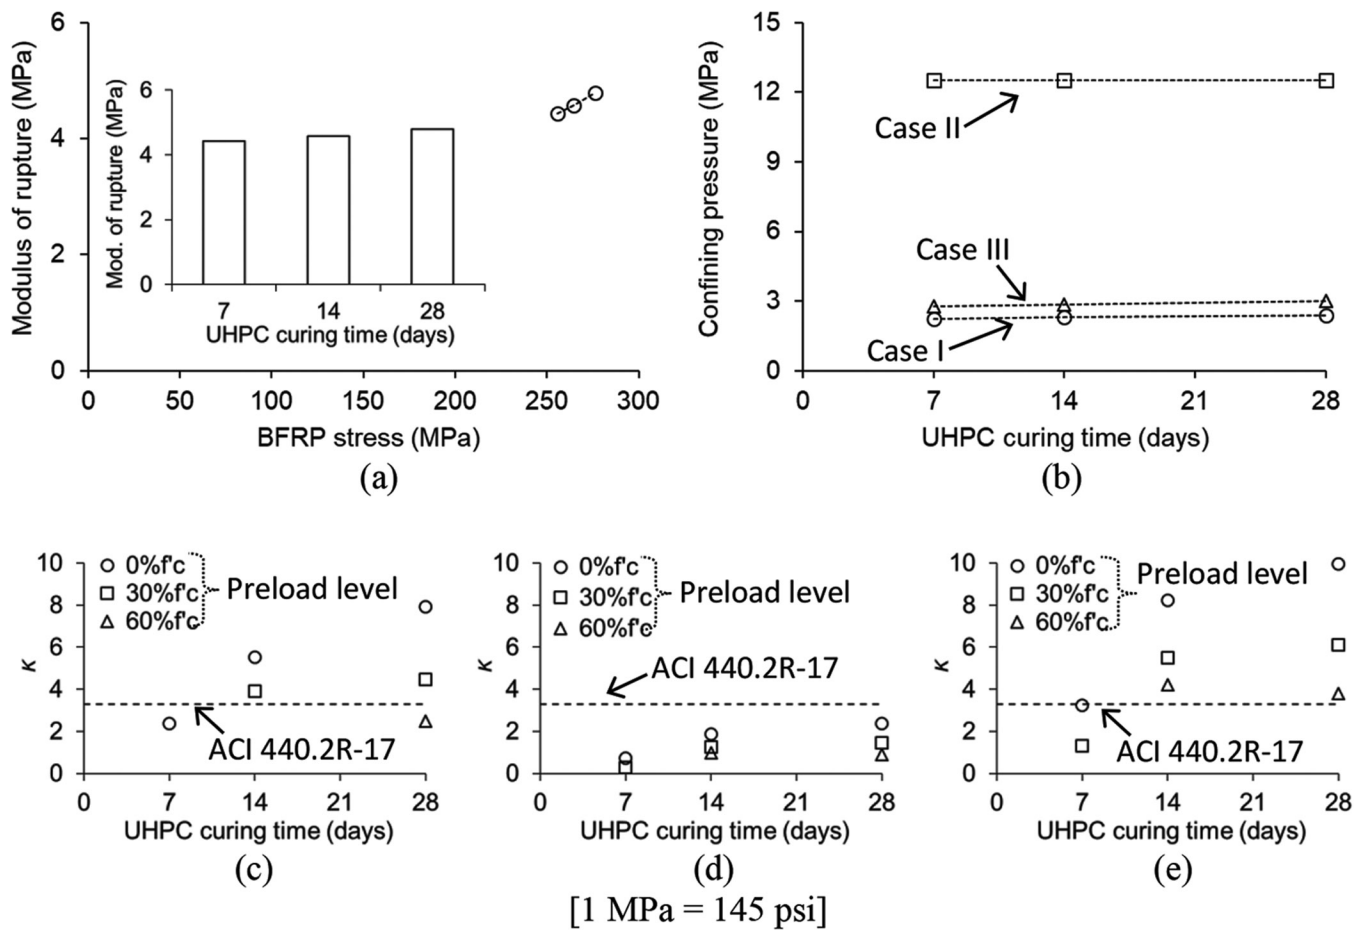 Modulus of rupture (MPa)
6
4
2
0
0 50 100 150 200 250 300
BFRP stress (MPa)
Mod. of rupture (MPa)
6
4
2
0
7 14 28
UHPC curing time (days)
(a)
Confining pressure (MPa)
15
12
9
6
3
0
0 7 14 21 28
UHPC curing time (days)
Case II
Case III
Case I
(b)
κ
10
8
6
4
2
0
0%f'c
30%f'c
60%f'c
Preload level
ACI 440.2R-17
0 7 14 21 28
UHPC curing time (days)
(c)
κ
10
8
6
4
2
0
0%f'c
30%f'c
60%f'c
Preload level
ACI 440.2R-17
0 7 14 21 28
UHPC curing time (days)
(d)
κ
10
8
6
4
2
0
0%f'c
30%f'c
60%f'c
Preload level
ACI 440.2R-17
0 7 14 21 28
UHPC curing time (days)
(e)
[1 MPa = 145 psi]